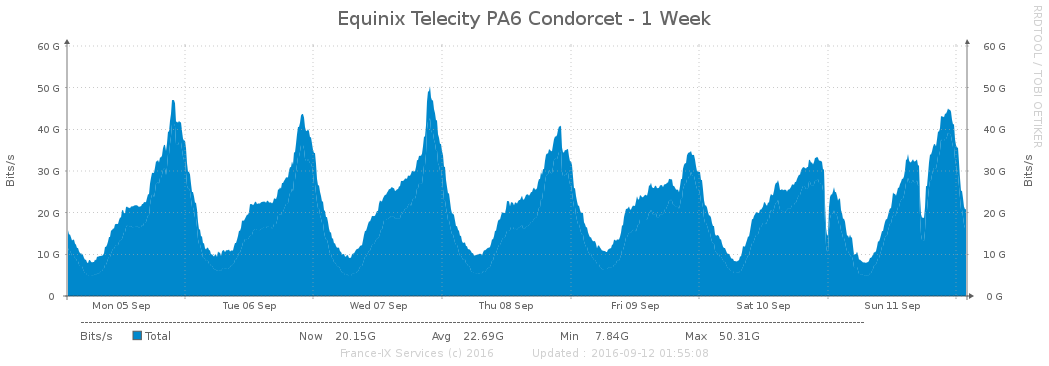 Equinix Telecity PA6 Condorcet - 1 Week
RRDTOOL / TOBI OETIKER
60 G 60 G
50 G 50 G
40 G 40 G
30 G 30 G
20 G 20 G
10 G 10 G
0 0 G
Bits/s
Bits/s
Mon 05 Sep Tue 06 Sep Wed 07 Sep Thu 08 Sep Fri 09 Sep Sat 10 Sep Sun 11 Sep
Bits/s Total Now 20.15G Avg 22.69G Min 7.84G Max 50.31G
France-IX Services (c) 2016 Updated : 2016-09-12 01:55:08